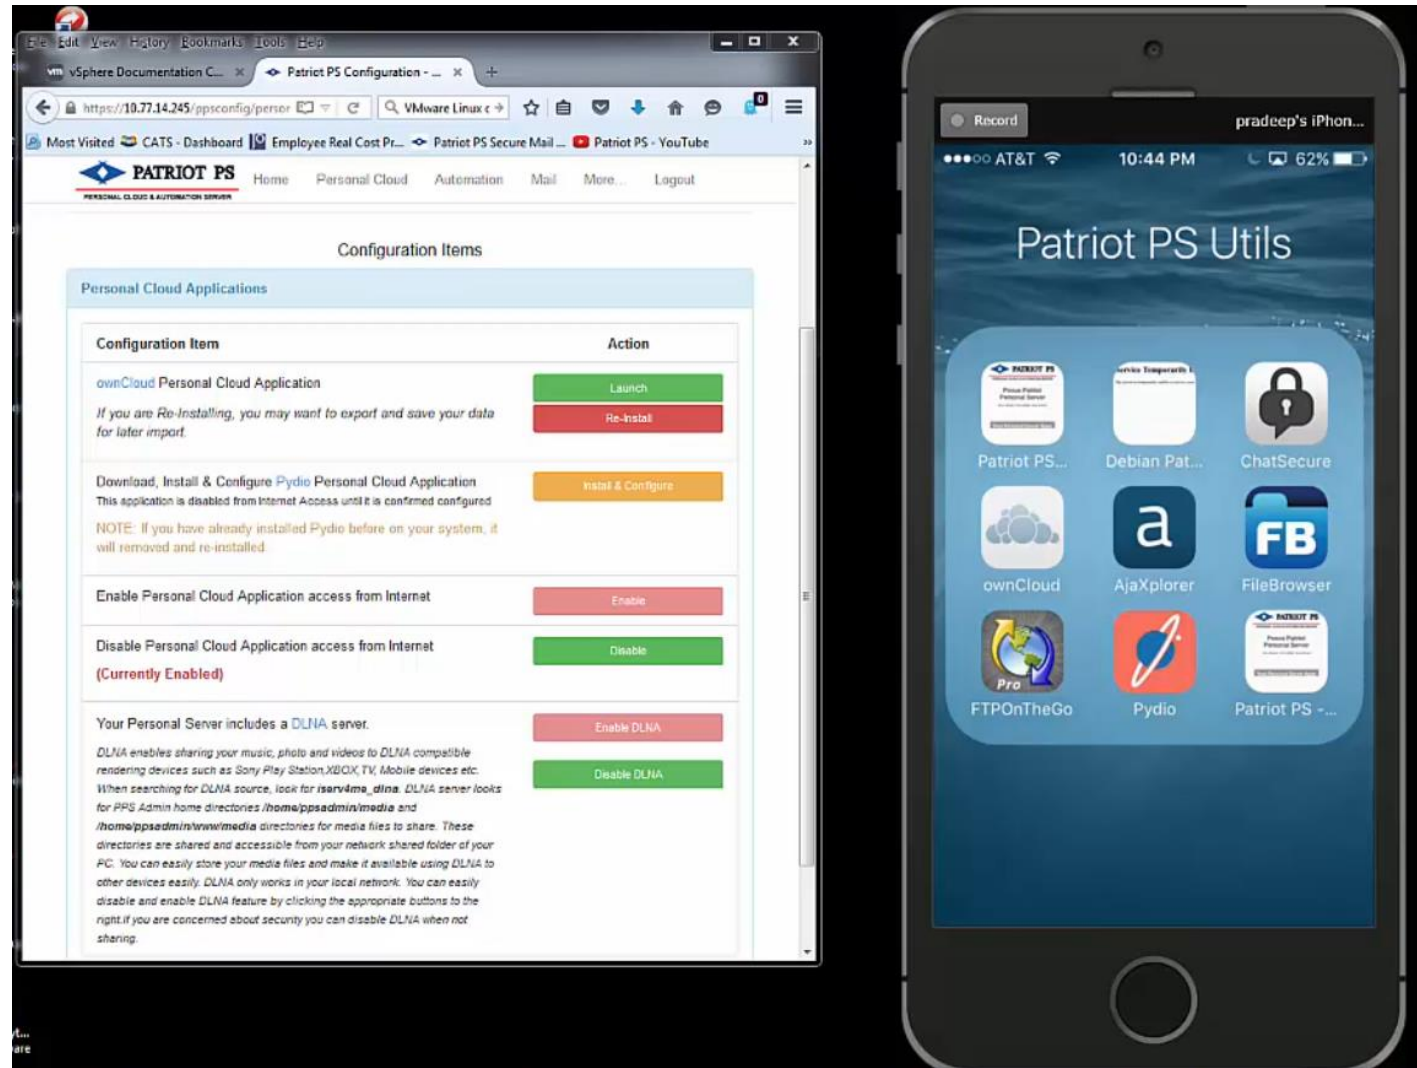 File Edit View History Bookmarks Tools Help
vm vSphere Documentation C... × Patriot PS Configuration - ... × +
https://10.77.14.245/ppsconfig/persor VMware Linux c 0
Most Visited CATS - Dashboard Employee Real Cost Pr... Patriot PS Secure Mail ... Patriot PS - YouTube »
PATRIOT PS
PERSONAL CLOUD & AUTOMATION SERVER
Home Personal Cloud Automation Mail More... Logout
Configuration Items
Personal Cloud Applications
Configuration Item Action
ownCloud Personal Cloud Application Launch
If you are Re-Installing, you may want to export and save your data Re-Install
for later import.
Download, Install & Configure Pydio Personal Cloud Application Install & Configure
This application is disabled from Internet Access until it is confirmed configured
NOTE: If you have already installed Pydio before on your system, it
will removed and re-installed
Enable Personal Cloud Application access from Internet Enable
Disable Personal Cloud Application access from Internet Disable
(Currently Enabled)
Your Personal Server includes a DLNA server. Enable DLNA
DLNA enables sharing your music, photo and videos to DLNA compatible
rendering devices such as Sony Play Station,XBOX,TV, Mobile devices etc. Disable DLNA
When searching for DLNA source, look for iserv4me_dlna. DLNA server looks
for PPS Admin home directories /home/ppsadmin/media and
/home/ppsadmin/www/media directories for media files to share. These
directories are shared and accessible from your network shared folder of your
PC. You can easily store your media files and make it available using DLNA to
other devices easily. DLNA only works in your local network. You can easily
disable and enable DLNA feature by clicking the appropriate buttons to the
right.if you are concerned about security you can disable DLNA when not
sharing.
Record pradeep's iPhon...
AT&T 10:44 PM 62%
Patriot PS Utils
PATRIOT PS
Personal Server
ervice Temporarily
Patriot PS... Debian Pat... ChatSecure
a FB
ownCloud AjaXplorer FileBrowser
Pro
PATRIOT PS
Personal Server
FTPOnTheGo Pydio Patriot PS -...